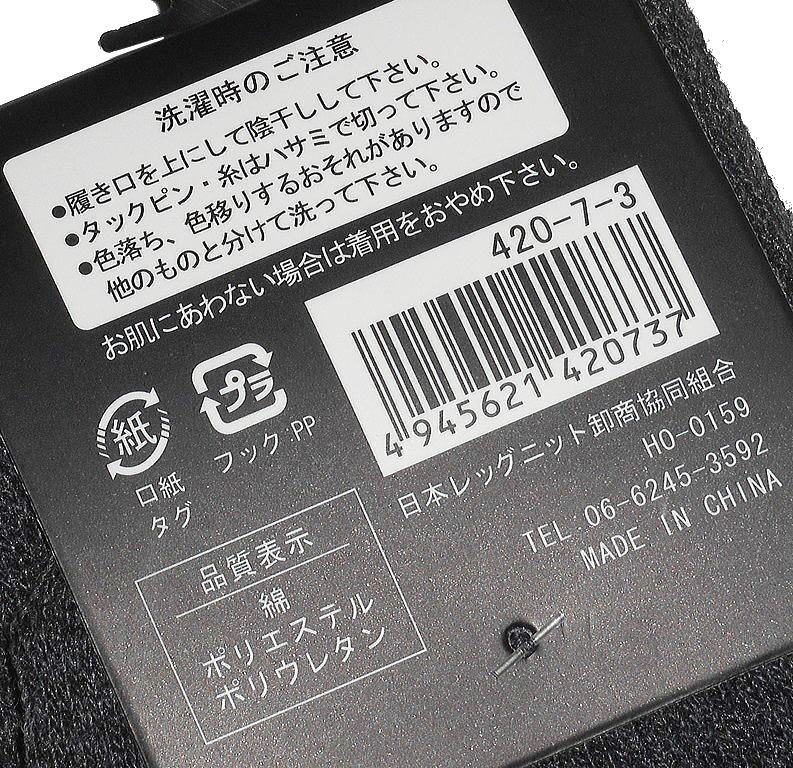 洗濯時のご注意
●履き口を上にして陰干しして下さい。
●タックピン・糸はハサミで切って下さい。
●色落ち、色移りするおそれがありますので
他のものと分けて洗って下さい。
お肌にあわない場合は着用をおやめ下さい。
420-7-3
4 945621 420737
紙
口紙
タグ
プラ
フック:PP
日本レッグニット卸商協同組合
HO-0159
TEL 06-6245-3592
MADE IN CHINA
品質表示
綿
ポリエステル
ポリウレタン